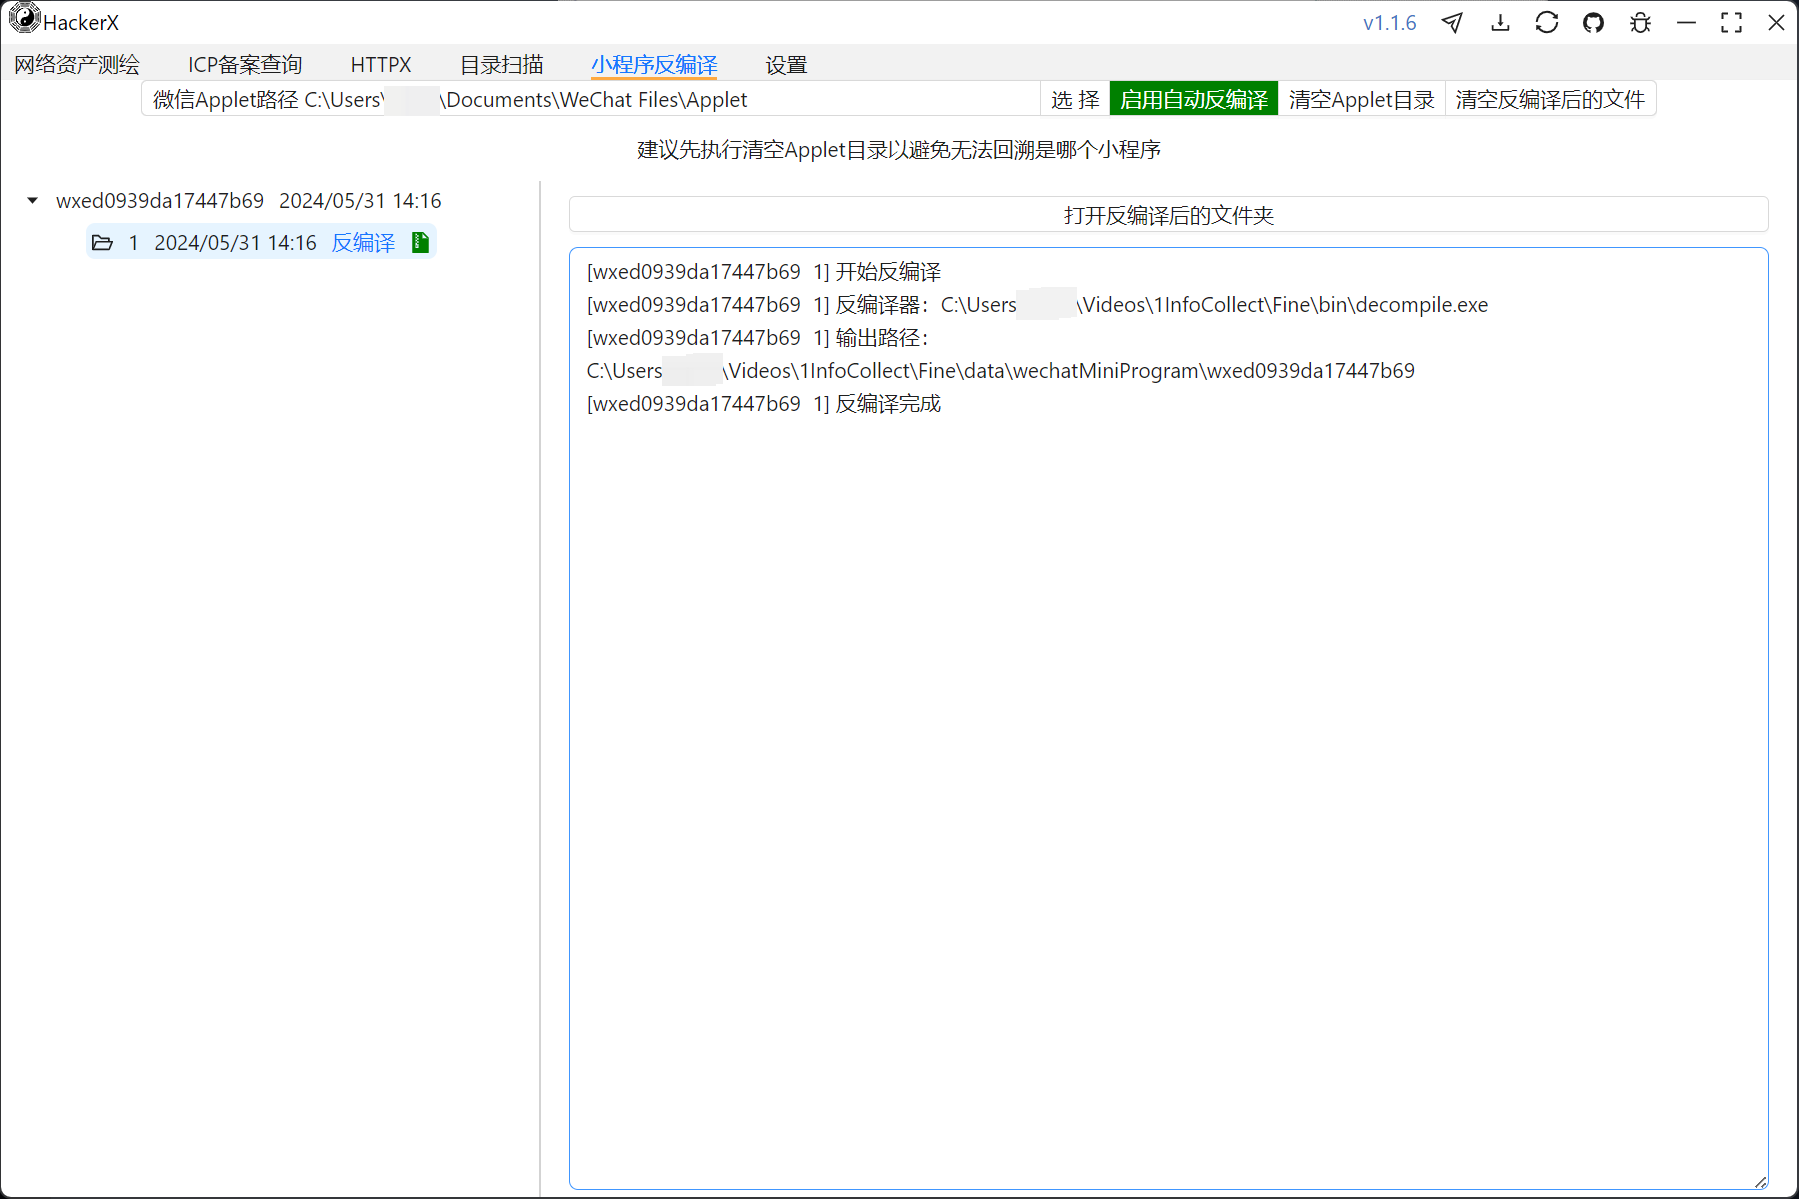 HackerX
v1.1.6
网络资产测绘 ICP备案查询 HTTPX 目录扫描 小程序反编译 设置
微信Applet路径 C:\Users\ \Documents\WeChat Files\Applet 选 择 启用自动反编译 清空Applet目录 清空反编译后的文件
建议先执行清空Applet目录以避免无法回溯是哪个小程序
wxed0939da17447b69 2024/05/31 14:16
1 2024/05/31 14:16 反编译
打开反编译后的文件夹
[wxed0939da17447b69 1] 开始反编译
[wxed0939da17447b69 1] 反编译器：C:\Users \Videos\1InfoCollect\Fine\bin\decompile.exe
[wxed0939da17447b69 1] 输出路径：
C:\Users \Videos\1InfoCollect\Fine\data\wechatMiniProgram\wxed0939da17447b69
[wxed0939da17447b69 1] 反编译完成